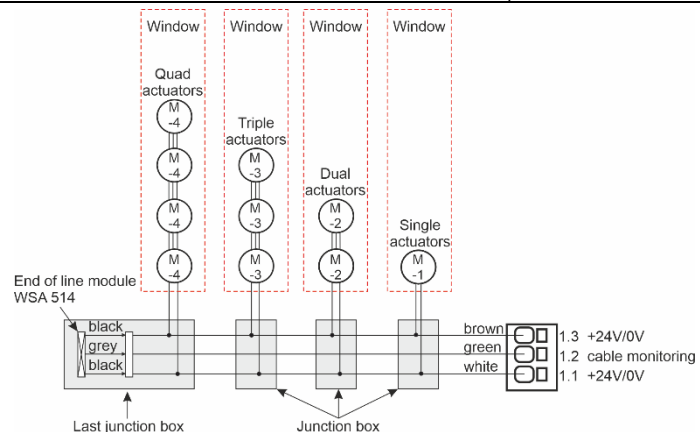 Window
Window
Window
Window
Quad
actuators
M
-4
M
-4
M
-4
M
-4
Triple
actuators
M
-3
M
-3
M
-3
Dual
actuators
M
-2
M
-2
Single
actuators
M
-1
End of line module
WSA 514
black
grey
black
brown
green
white
1.3 +24V/0V
1.2 cable monitoring
1.1 +24V/0V
Last junction box
Junction box